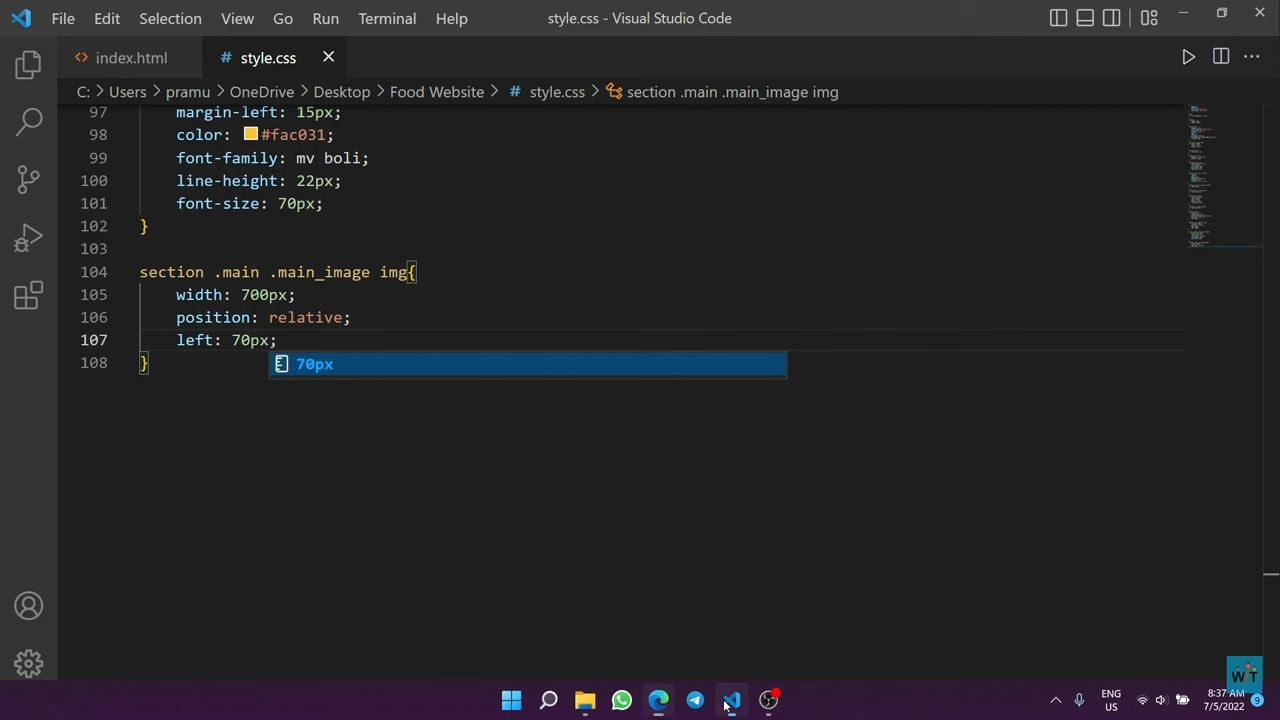 File Edit Selection View Go Run Terminal Help style.css - Visual Studio Code
index.html # style.css
C: > Users > pramu > OneDrive > Desktop > Food Website > # style.css > section .main .main_image img
97 margin-left: 15px;
98 color: #fac031;
99 font-family: mv boli;
100 line-height: 22px;
101 font-size: 70px;
102 }
103
104 section .main .main_image img{
105 width: 700px;
106 position: relative;
107 left: 70px;
108 }
70px
WT
ENG
US
8:37 AM
7/5/2022
9